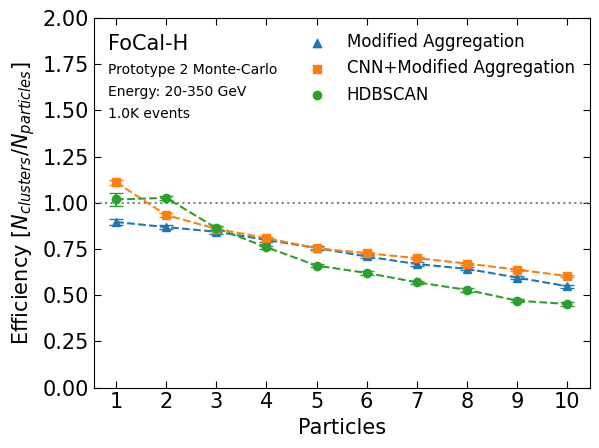 FoCal-H
Prototype 2 Monte-Carlo
Energy: 20-350 GeV
1.0K events
Modified Aggregation
CNN+Modified Aggregation
HDBSCAN
Efficiency [N_clusters/N_particles]
2.00
1.75
1.50
1.25
1.00
0.75
0.50
0.25
0.00
1 2 3 4 5 6 7 8 9 10
Particles